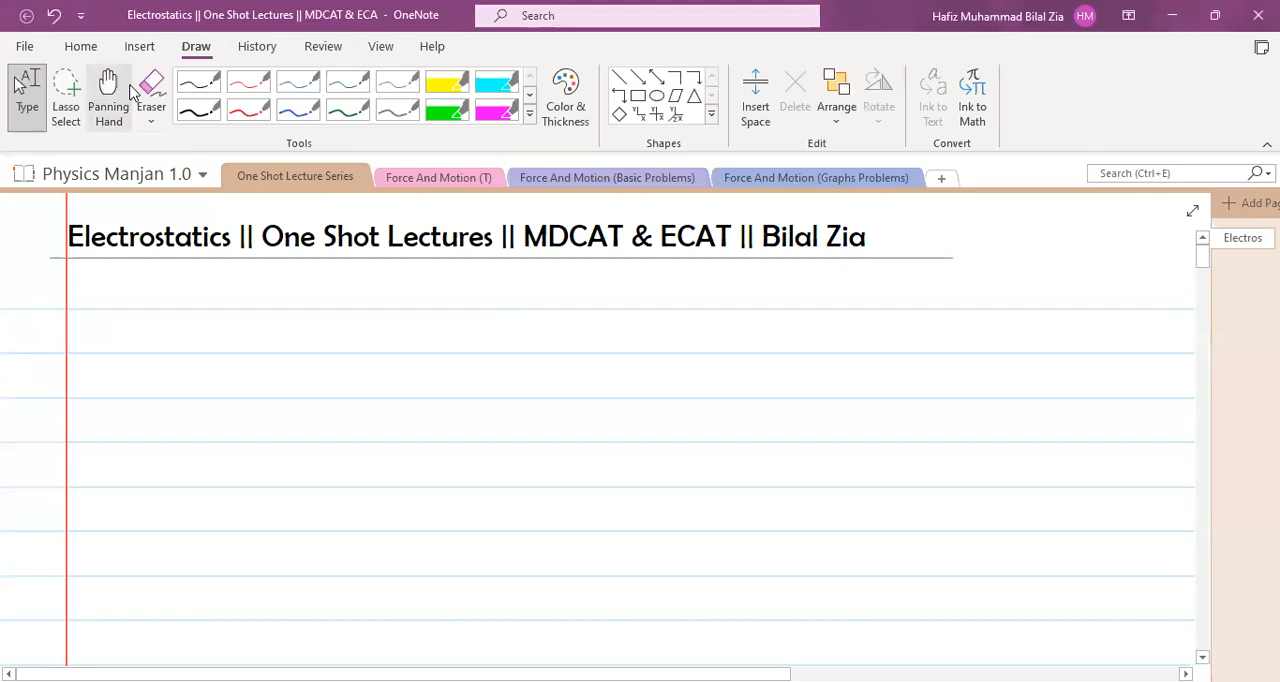 Electrostatics || One Shot Lectures || MDCAT & ECA - OneNote
Search
Hafiz Muhammad Bilal Zia
HM
File Home Insert Draw History Review View Help
Type
Lasso Select
Panning Hand
Eraser
Color & Thickness
Insert Space
Delete
Arrange
Rotate
Ink to Text
Ink to Math
Tools
Shapes
Edit
Convert
Physics Manjan 1.0
One Shot Lecture Series
Force And Motion (T)
Force And Motion (Basic Problems)
Force And Motion (Graphs Problems)
Search (Ctrl+E)
Add Pag
Electros
Electrostatics || One Shot Lectures || MDCAT & ECAT || Bilal Zia